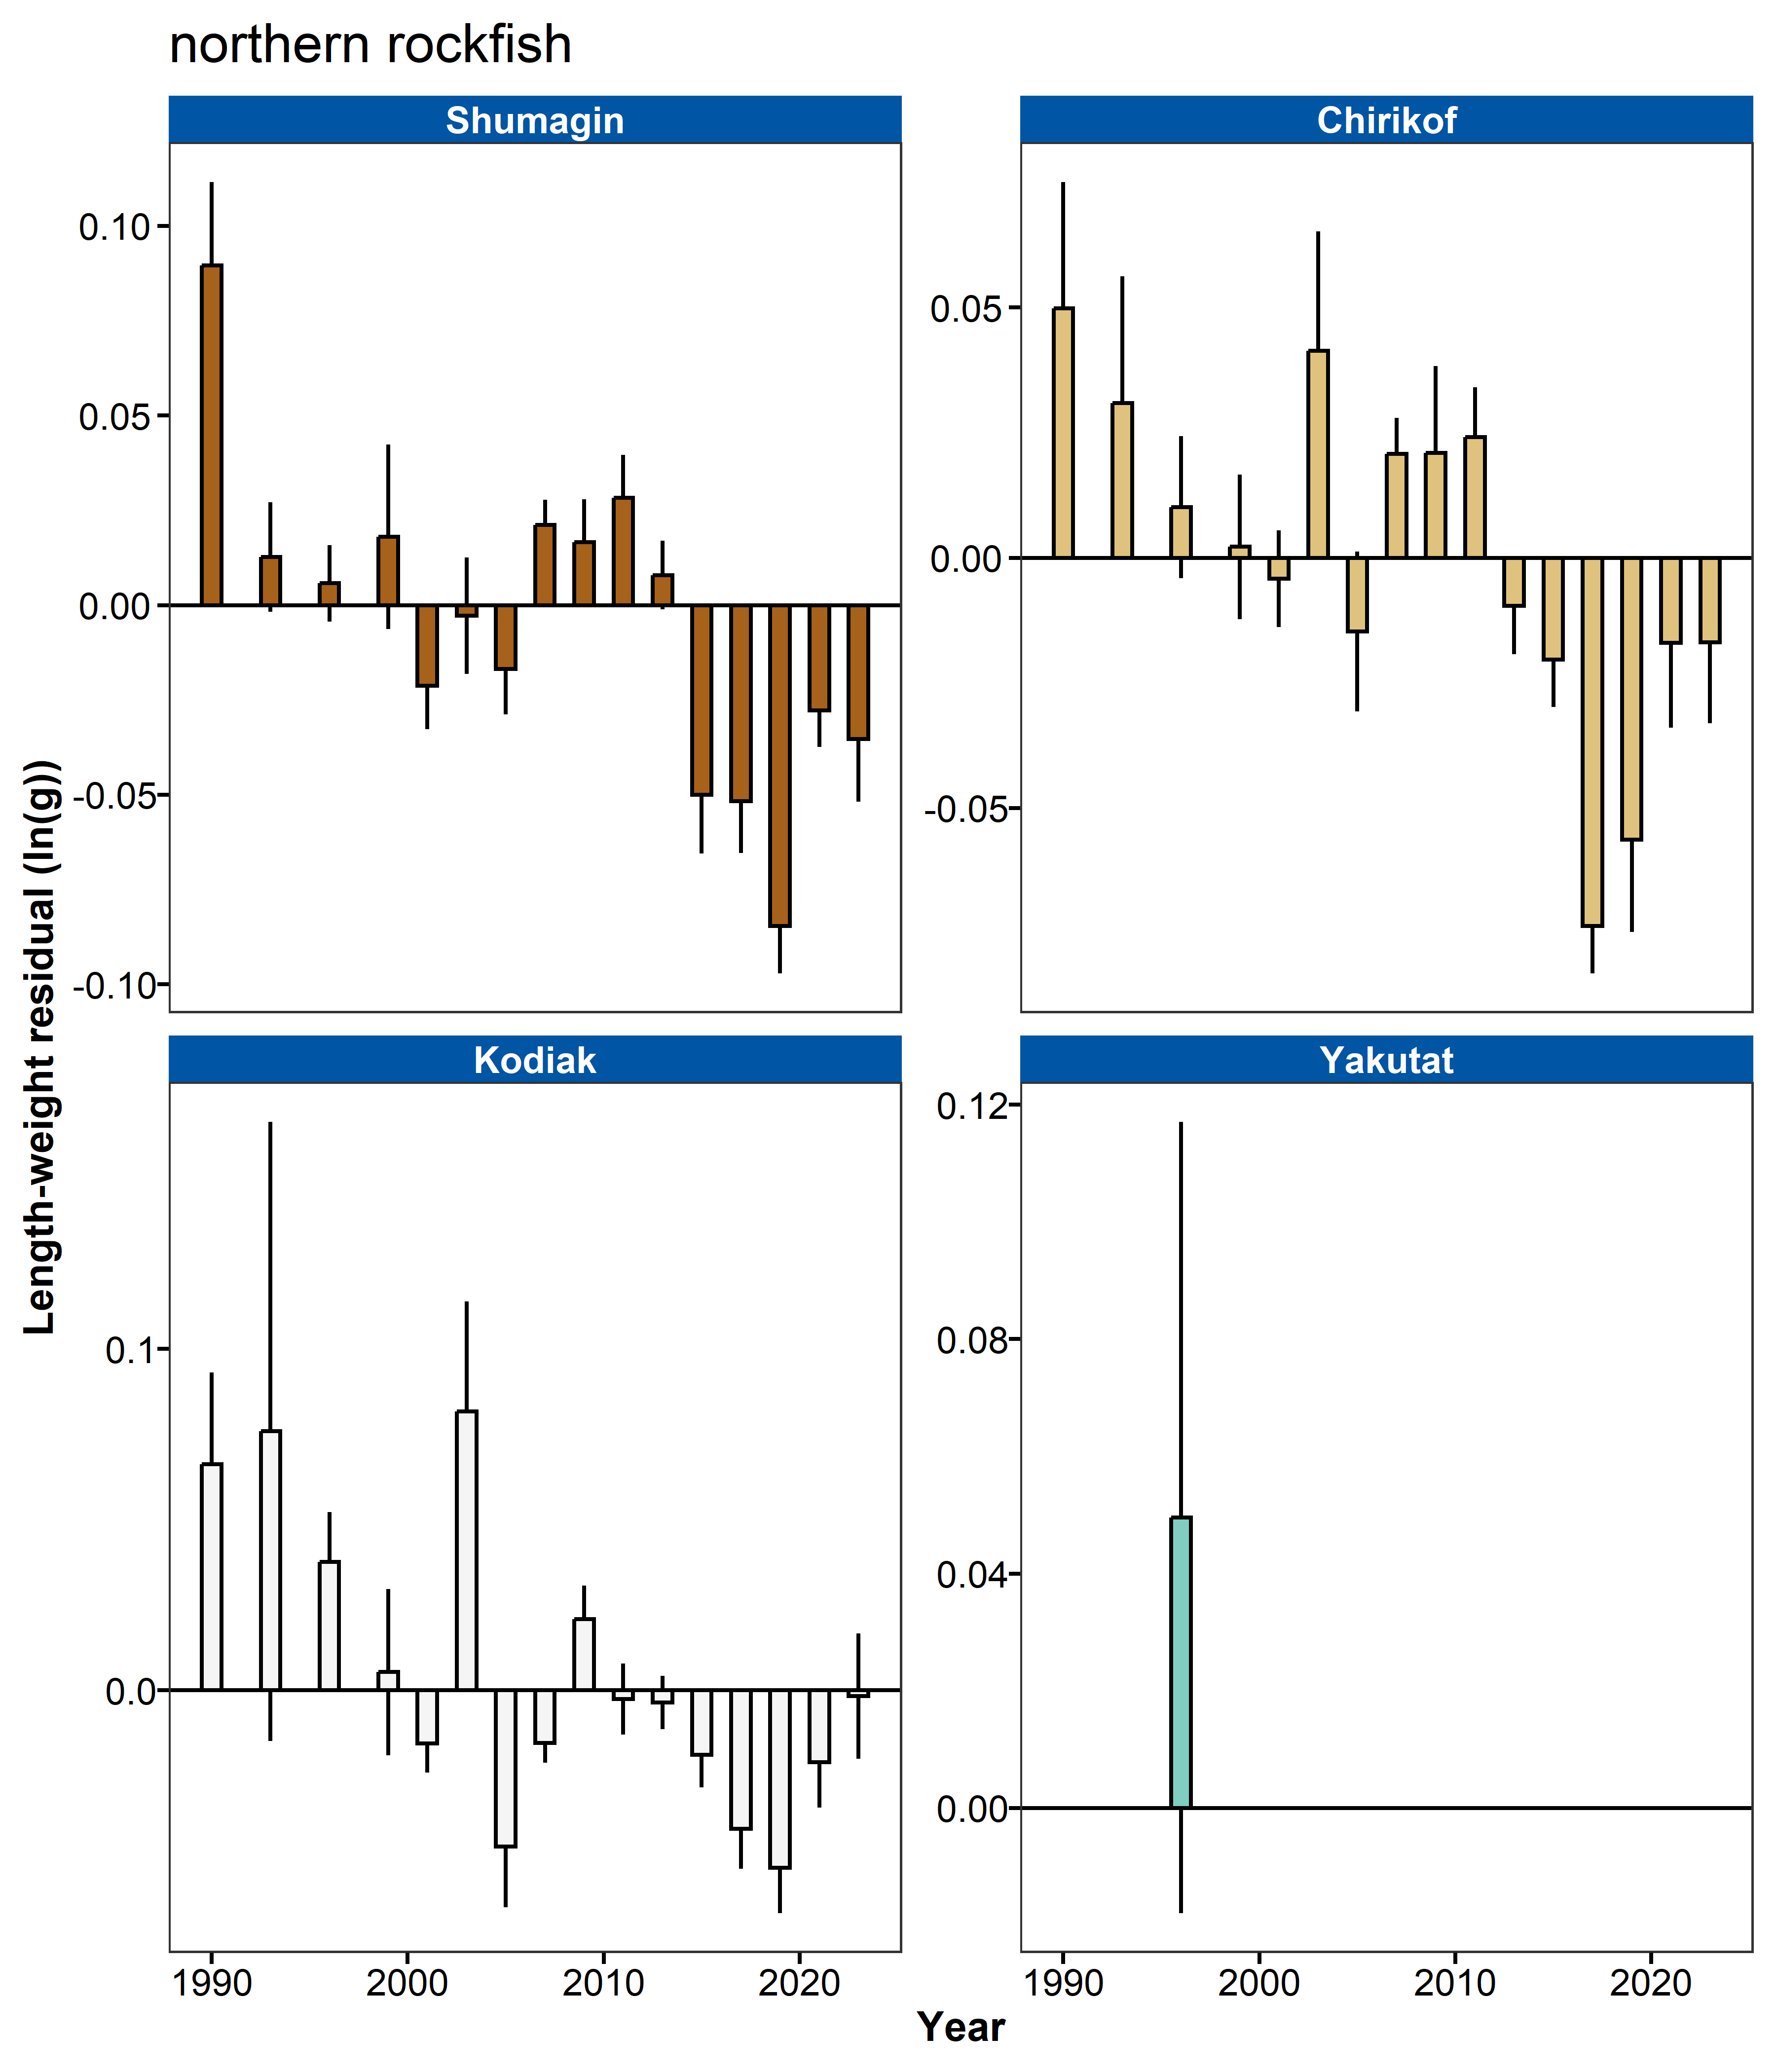 northern rockfish
Shumagin
Chirikof
0.10
0.05
0.00
-0.05
-0.10
0.05
0.00
-0.05
Length-weight residual (ln(g))
Kodiak
Yakutat
0.1
0.0
0.12
0.08
0.04
0.00
1990 2000 2010 2020
1990 2000 2010 2020
Year